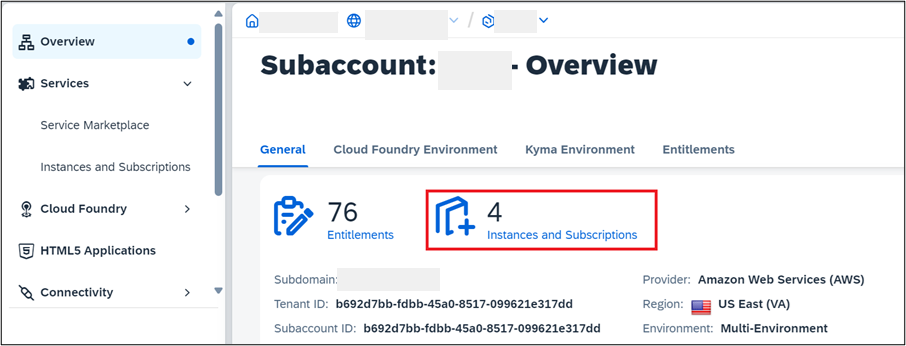 Overview
Services
Service Marketplace
Instances and Subscriptions
Cloud Foundry
HTML5 Applications
Connectivity
/
Subaccount: - Overview
General Cloud Foundry Environment Kyma Environment Entitlements
76
Entitlements
4
Instances and Subscriptions
Subdomain:
Tenant ID: b692d7bb-fdbb-45a0-8517-099621e317dd
Subaccount ID: b692d7bb-fdbb-45a0-8517-099621e317dd
Provider: Amazon Web Services (AWS)
Region: US East (VA)
Environment: Multi-Environment